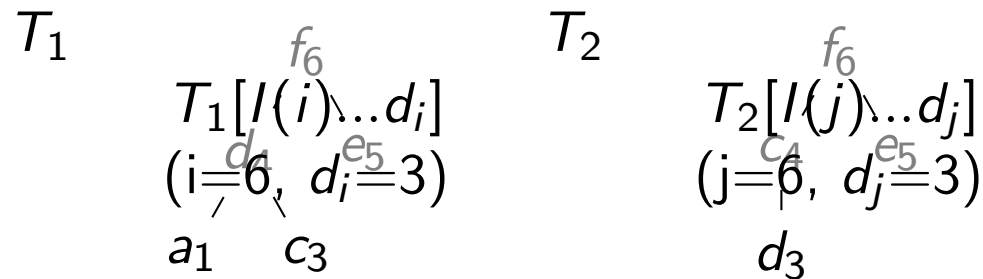 T₁ T₂
f₆ f₆
T₁[l(i)...dᵢ] T₂[l(j)...dⱼ]
d₄ e₅ c₄ e₅
(i=6, dᵢ=3) (j=6, dⱼ=3)
a₁ c₃ d₃